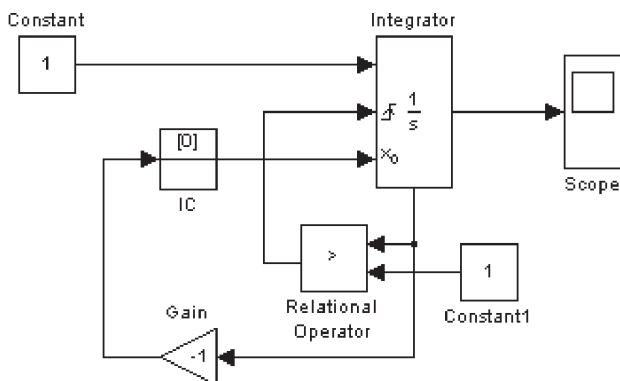 Constant
1
Integrator
1
s
x0
Scope
[0]
IC
>
Relational
Operator
1
Constant1
Gain
-1